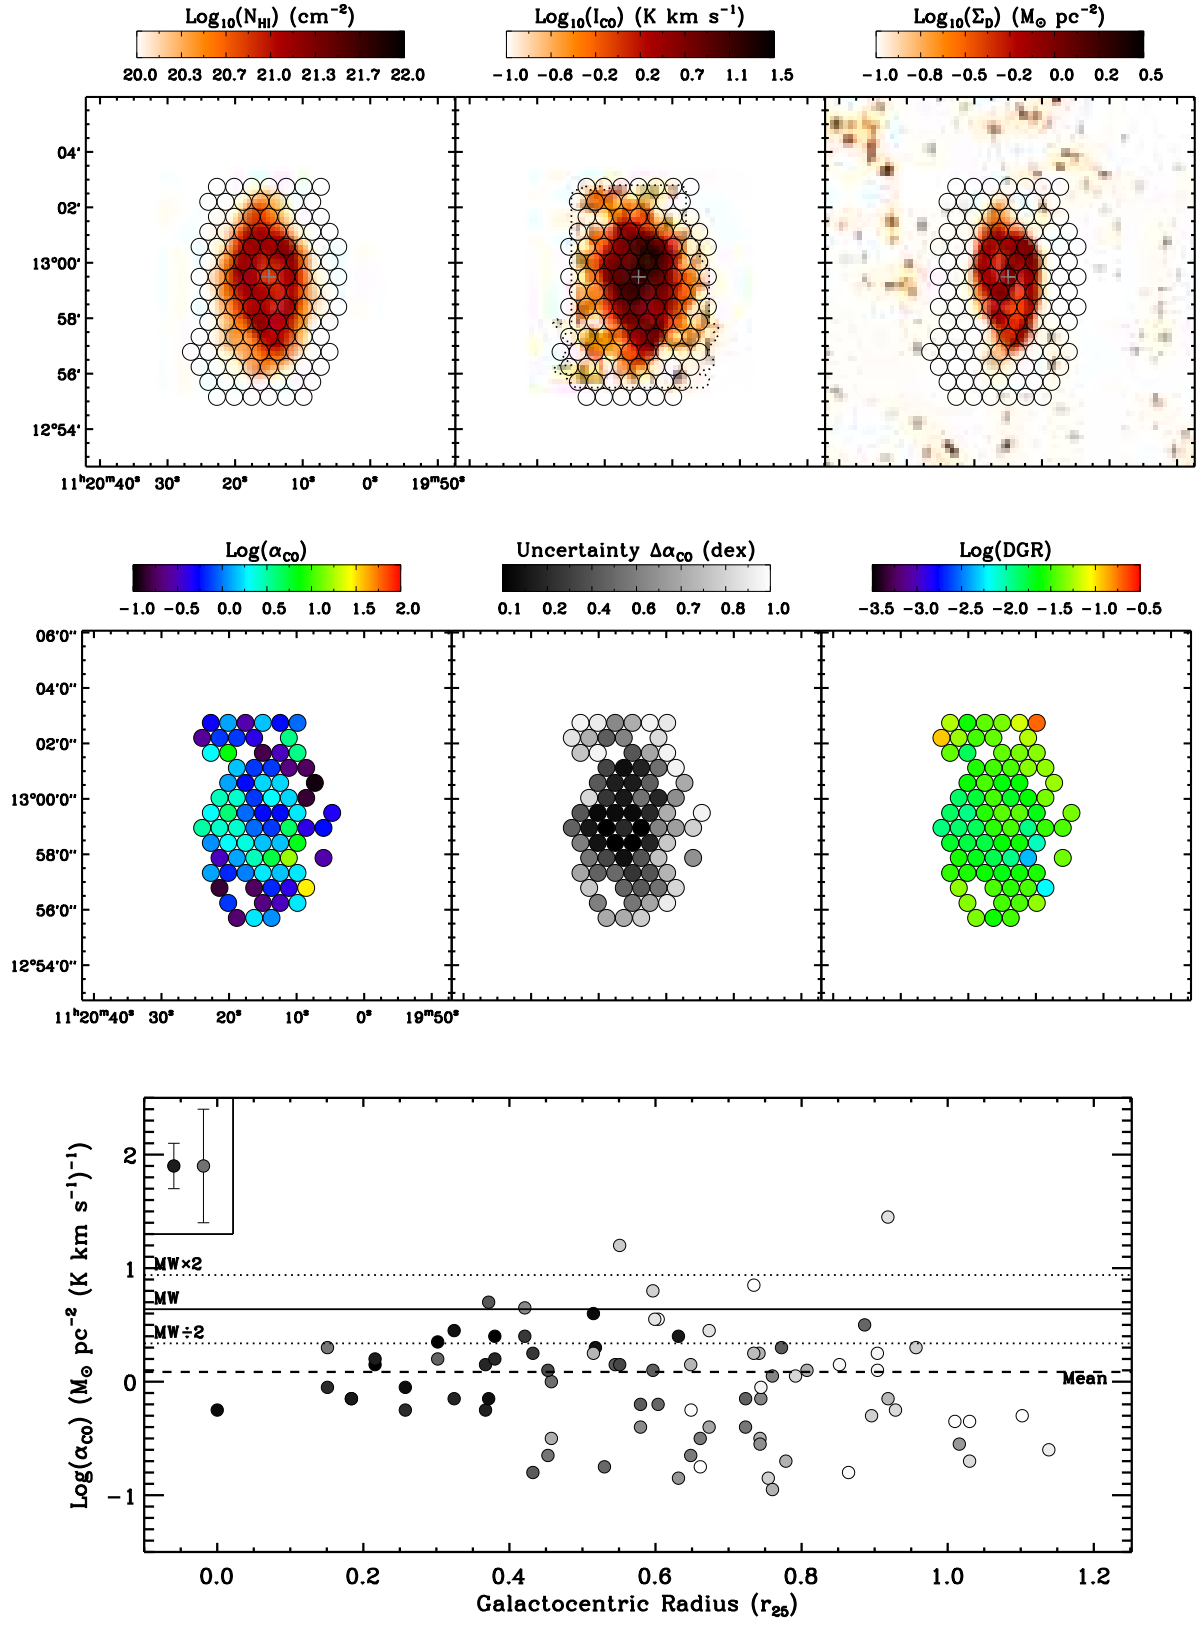 Log₁₀(N_HI) (cm⁻²)
Log₁₀(I_CO) (K km s⁻¹)
Log₁₀(Σ_D) (M⊙ pc⁻²)
20.0 20.3 20.7 21.0 21.3 21.7 22.0
−1.0 −0.6 −0.2 0.2 0.7 1.1 1.5
−1.0 −0.8 −0.5 −0.2 0.0 0.2 0.5
04'
02'
13°00'
58'
56'
12°54'
11ʰ20ᵐ40ˢ 30ˢ 20ˢ 10ˢ 0ˢ 19ᵐ50ˢ
Log(α_CO)
Uncertainty Δα_CO (dex)
Log(DGR)
−1.0 −0.5 0.0 0.5 1.0 1.5 2.0
0.1 0.2 0.4 0.6 0.7 0.8 1.0
−3.5 −3.0 −2.5 −2.0 −1.5 −1.0 −0.5
06'0"
04'0"
02'0"
13°00'0"
58'0"
56'0"
12°54'0"
11ʰ20ᵐ40ˢ 30ˢ 20ˢ 10ˢ 0ˢ 19ᵐ50ˢ
Log(α_CO) (M⊙ pc⁻² (K km s⁻¹)⁻¹)
2
1
0
−1
MW×2
MW
MW÷2
Mean
0.0 0.2 0.4 0.6 0.8 1.0 1.2
Galactocentric Radius (r₂₅)